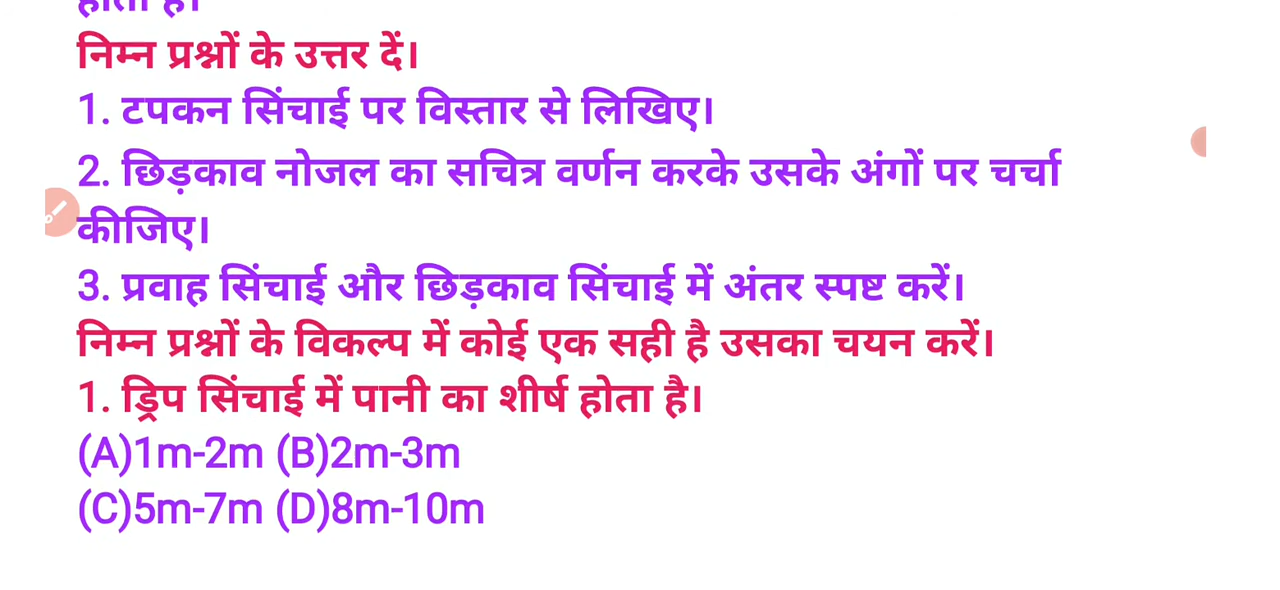 होता है।
निम्न प्रश्नों के उत्तर दें।
1. टपकन सिंचाई पर विस्तार से लिखिए।
2. छिड़काव नोजल का सचित्र वर्णन करके उसके अंगों पर चर्चा
कीजिए।
3. प्रवाह सिंचाई और छिड़काव सिंचाई में अंतर स्पष्ट करें।
निम्न प्रश्नों के विकल्प में कोई एक सही है उसका चयन करें।
1. ड्रिप सिंचाई में पानी का शीर्ष होता है।
(A)1m-2m (B)2m-3m
(C)5m-7m (D)8m-10m